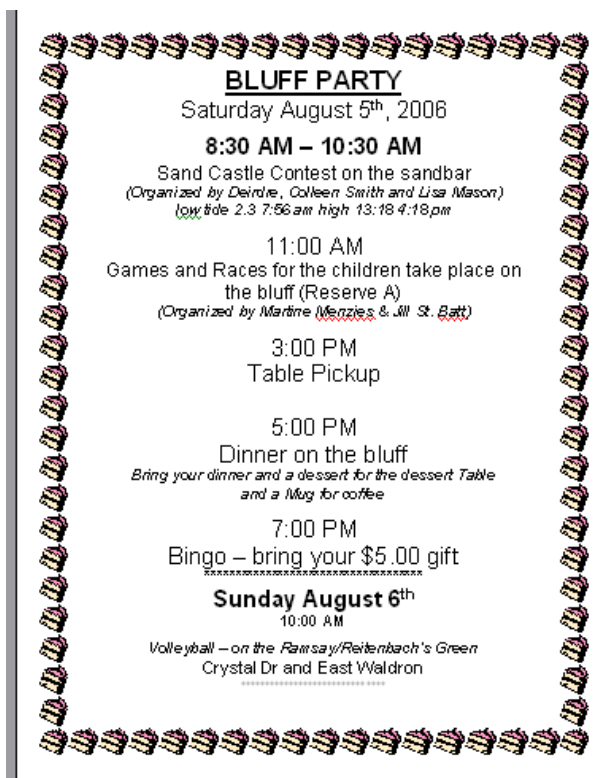 BLUFF PARTY
Saturday August 5th, 2006
8:30 AM – 10:30 AM
Sand Castle Contest on the sandbar
(Organized by Deirdre, Colleen Smith and Lisa Mason)
low tide 2.3 7:56 am high 13:18 4:18pm
11:00 AM
Games and Races for the children take place on
the bluff (Reserve A)
(Organized by Martine Menzies & Jill St. Batt)
3:00 PM
Table Pickup
5:00 PM
Dinner on the bluff
Bring your dinner and a dessert for the dessert Table
and a Mug for coffee
7:00 PM
Bingo – bring your $5.00 gift
Sunday August 6th
10:00 AM
Volleyball – on the Ramsay/Reitenbach's Green
Crystal Dr and East Waldron